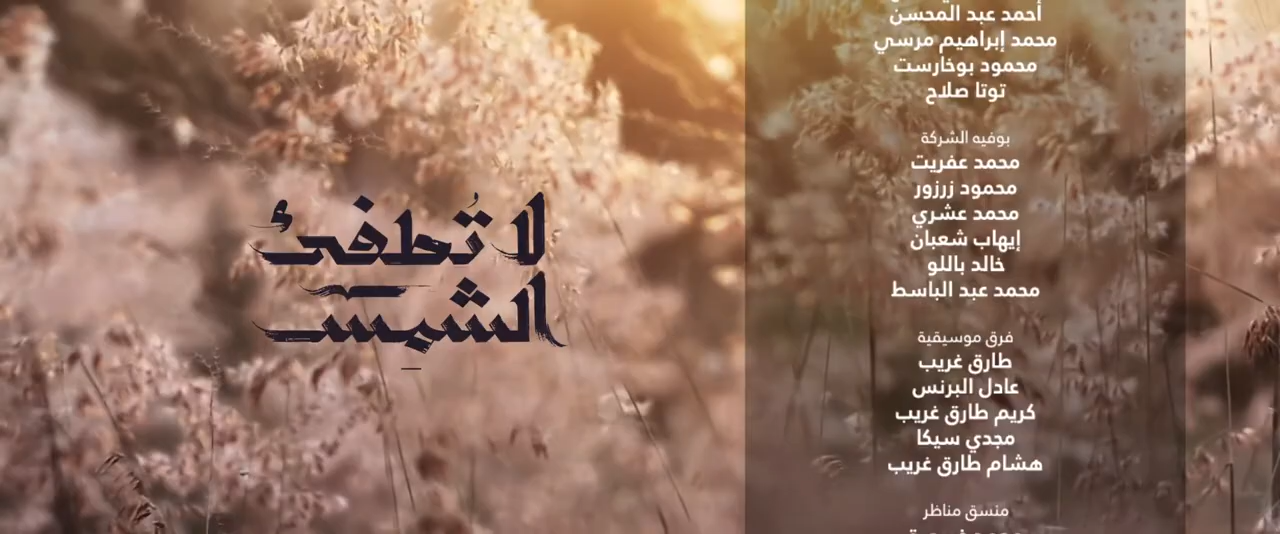 لا تُطفئ
الشمس
أحمد عبد المحسن
محمد إبراهيم مرسي
محمود بوخارست
توتا صلاح
بوفيه الشركة
محمد عفريت
محمود زرزور
محمد عشري
إيهاب شعبان
خالد باللو
محمد عبد الباسط
فرق موسيقية
طارق غريب
عادل البرنس
كريم طارق غريب
مجدي سيكا
هشام طارق غريب
منسق مناظر